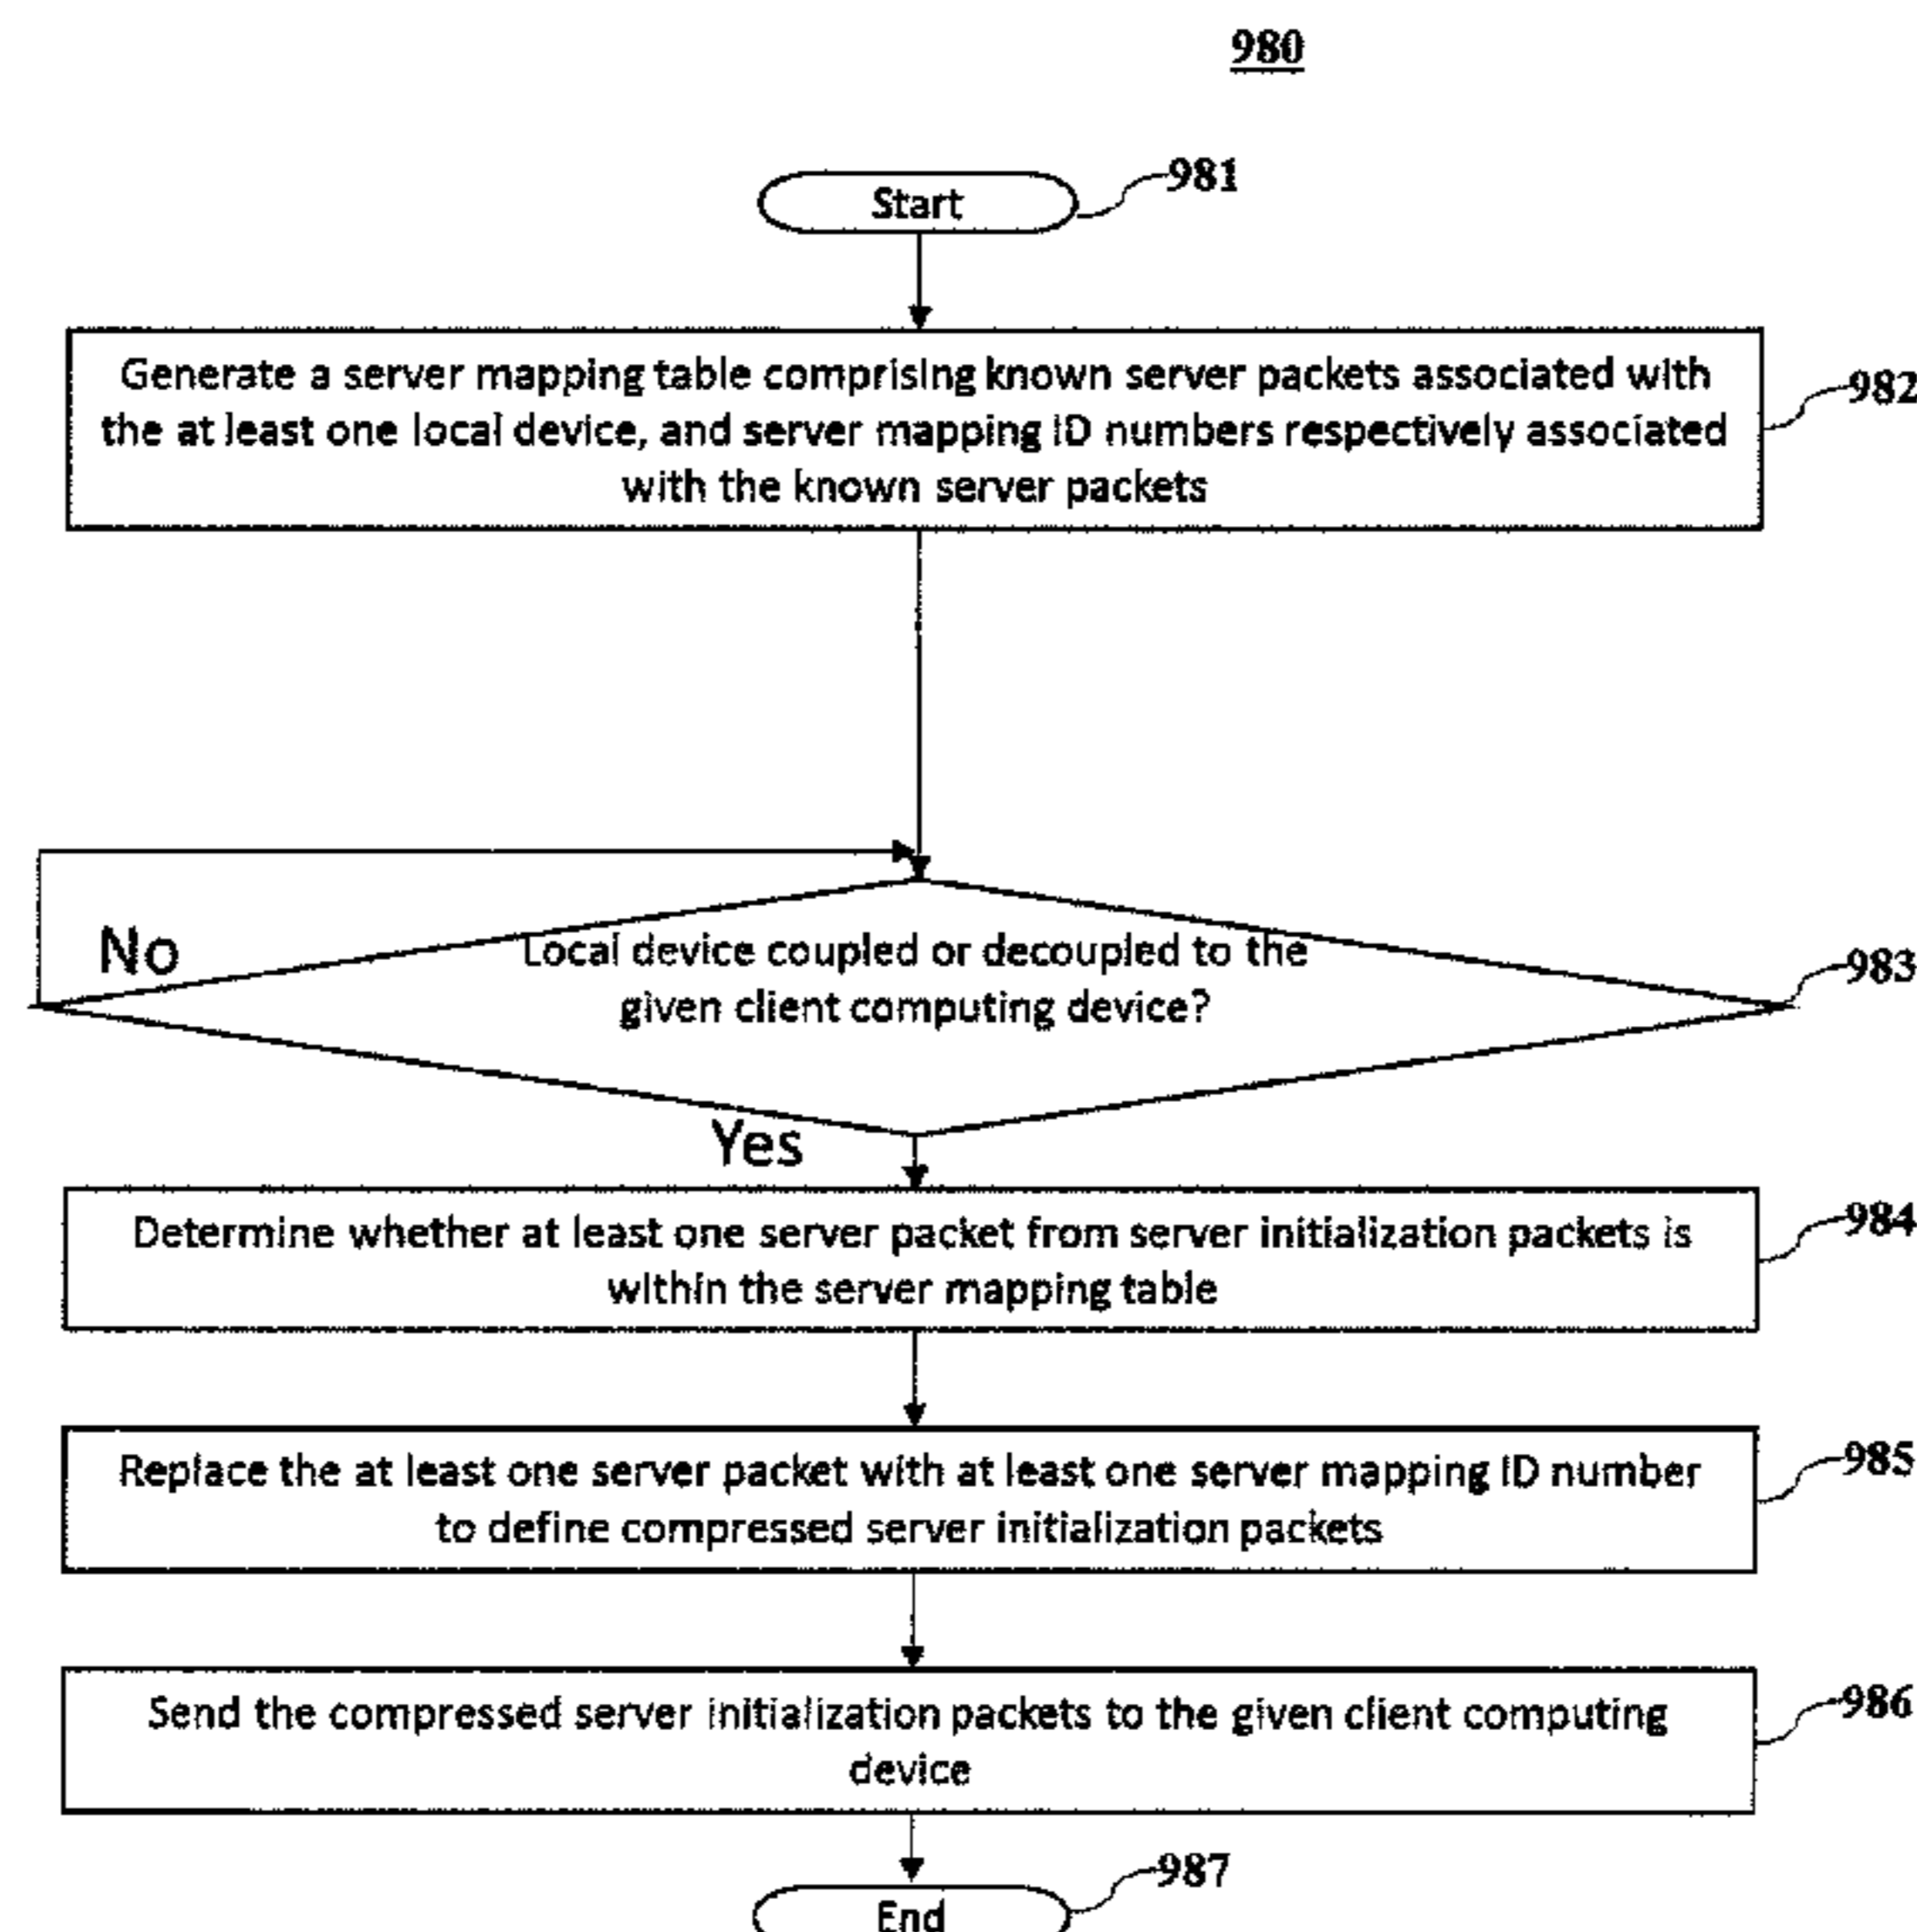 980
Start
981
Generate a server mapping table comprising known server packets associated with
the at least one local device, and server mapping ID numbers respectively associated
with the known server packets
982
No
Local device coupled or decoupled to the
given client computing device?
983
Yes
Determine whether at least one server packet from server initialization packets is
within the server mapping table
984
Replace the at least one server packet with at least one server mapping ID number
to define compressed server initialization packets
985
Send the compressed server initialization packets to the given client computing
device
986
End
987